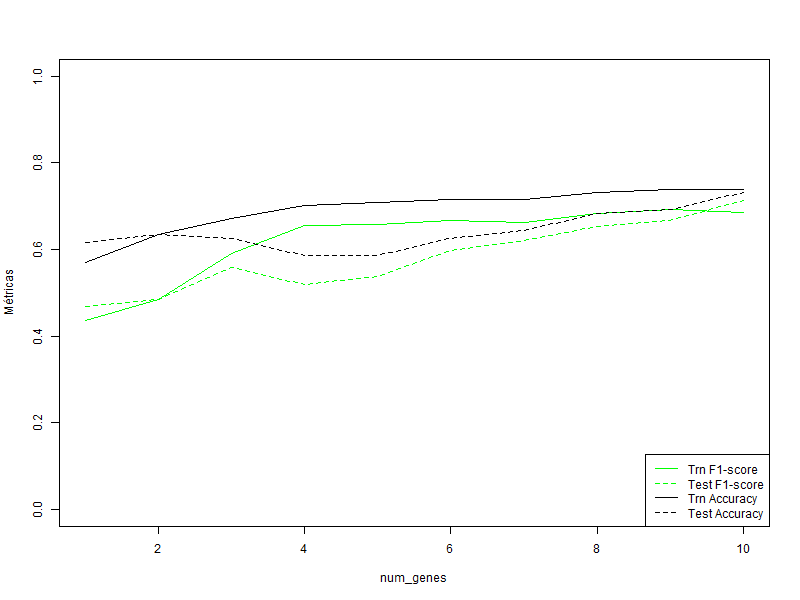 1.0
0.8
0.6
0.4
0.2
0.0
Métricas
2 4 6 8 10
num_genes
Trn F1-score
Test F1-score
Trn Accuracy
Test Accuracy